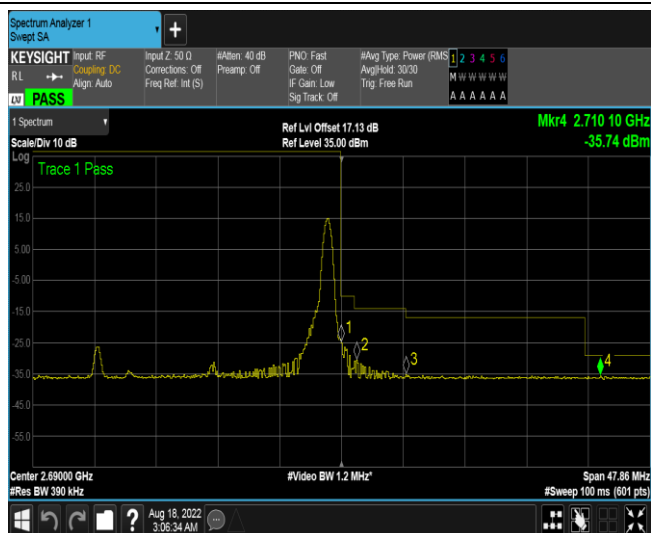 Spectrum Analyzer 1
Swept SA
+
KEYSIGHT Input: RF Input Z: 50 Ω #Atten: 40 dB PNO: Fast #Avg Type: Power (RMS 1 2 3 4 5 6
RL Coupling: DC Corrections: Off Preamp: Off Gate: Off Avg|Hold: 30/30 M W W W W W
Align: Auto Freq Ref: Int (S) IF Gain: Low Trig: Free Run
LXI PASS Sig Track: Off A A A A A A
1 Spectrum Ref Lvl Offset 17.13 dB Mkr4 2.710 10 GHz
Scale/Div 10 dB Ref Level 35.00 dBm -35.74 dBm
Log
Trace 1 Pass
25.0
15.0
5.00
-5.00
-15.0
1
-25.0
2
3
4
-35.0
-45.0
-55.0
Center 2.69000 GHz #Video BW 1.2 MHz* Span 47.86 MHz
#Res BW 390 kHz #Sweep 100 ms (601 pts)
? Aug 18, 2022
3:06:34 AM